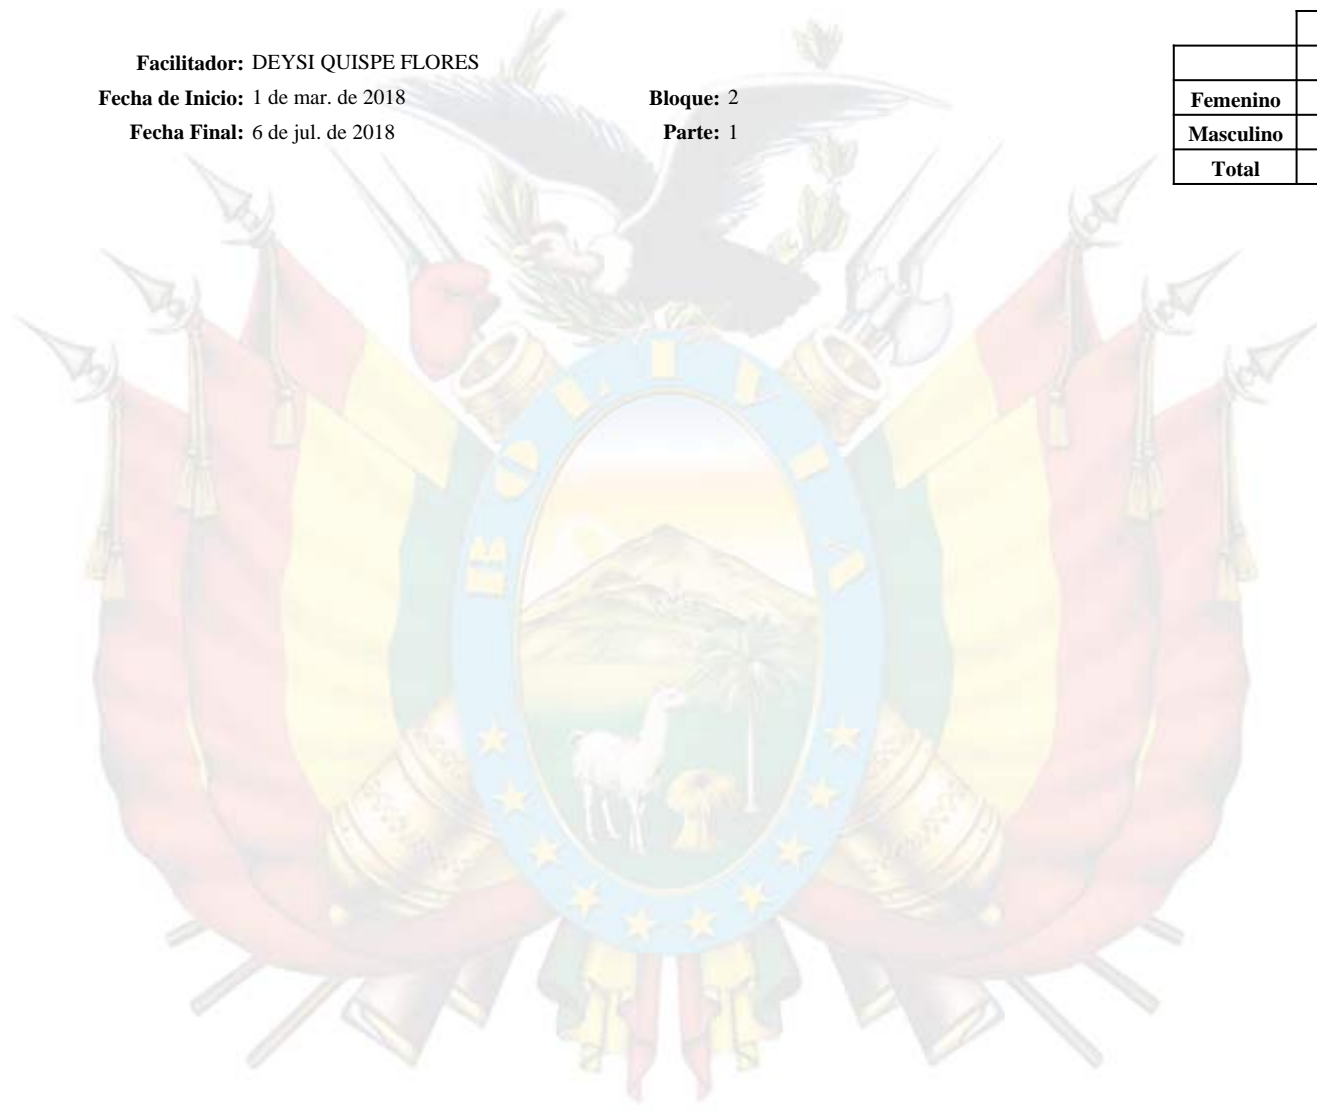 Facilitador: DEYSI QUISPE FLORES
Fecha de Inicio: 1 de mar. de 2018 Bloque: 2
Fecha Final: 6 de jul. de 2018 Parte: 1
Femenino
Masculino
Total
BOLIVIA